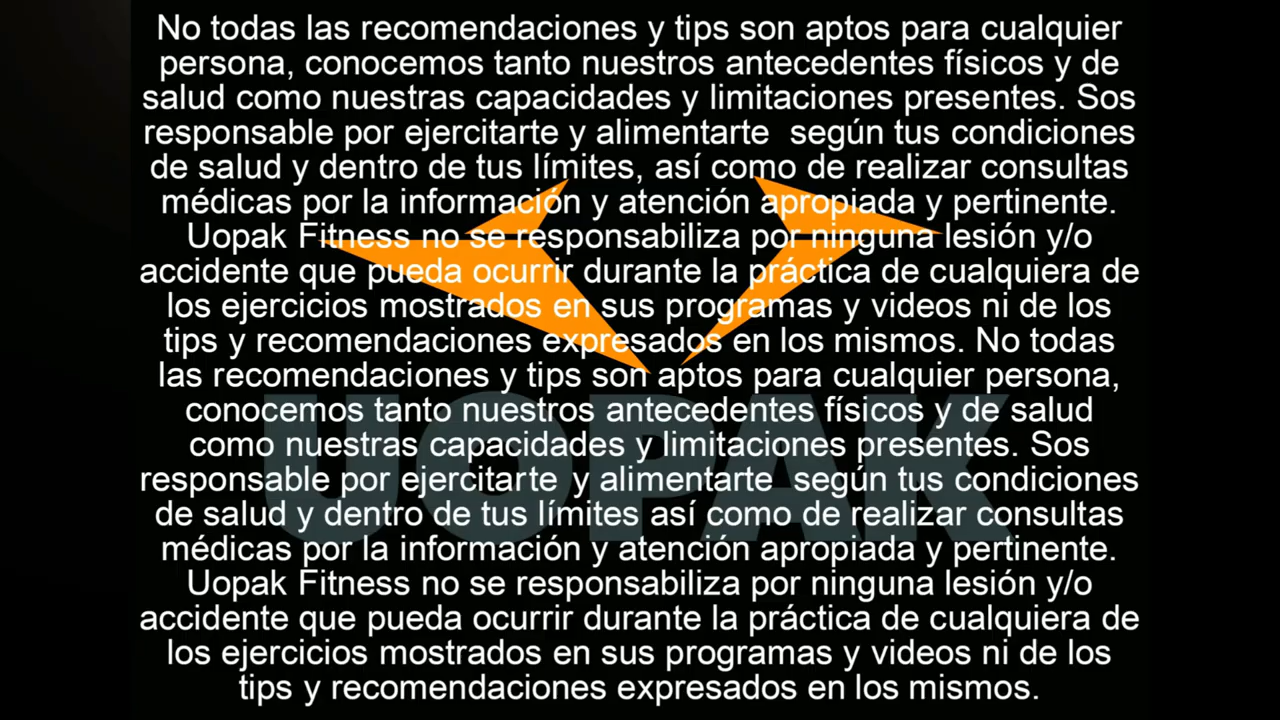 No todas las recomendaciones y tips son aptos para cualquier
persona, conocemos tanto nuestros antecedentes físicos y de
salud como nuestras capacidades y limitaciones presentes. Sos
responsable por ejercitarte y alimentarte  según tus condiciones
de salud y dentro de tus límites, así como de realizar consultas
médicas por la información y atención apropiada y pertinente.
Uopak Fitness no se responsabiliza por ninguna lesión y/o
accidente que pueda ocurrir durante la práctica de cualquiera de
los ejercicios mostrados en sus programas y videos ni de los
tips y recomendaciones expresados en los mismos. No todas
las recomendaciones y tips son aptos para cualquier persona,
conocemos tanto nuestros antecedentes físicos y de salud
como nuestras capacidades y limitaciones presentes. Sos
responsable por ejercitarte y alimentarte  según tus condiciones
de salud y dentro de tus límites así como de realizar consultas
médicas por la información y atención apropiada y pertinente.
Uopak Fitness no se responsabiliza por ninguna lesión y/o
accidente que pueda ocurrir durante la práctica de cualquiera de
los ejercicios mostrados en sus programas y videos ni de los
tips y recomendaciones expresados en los mismos.
UOPAK